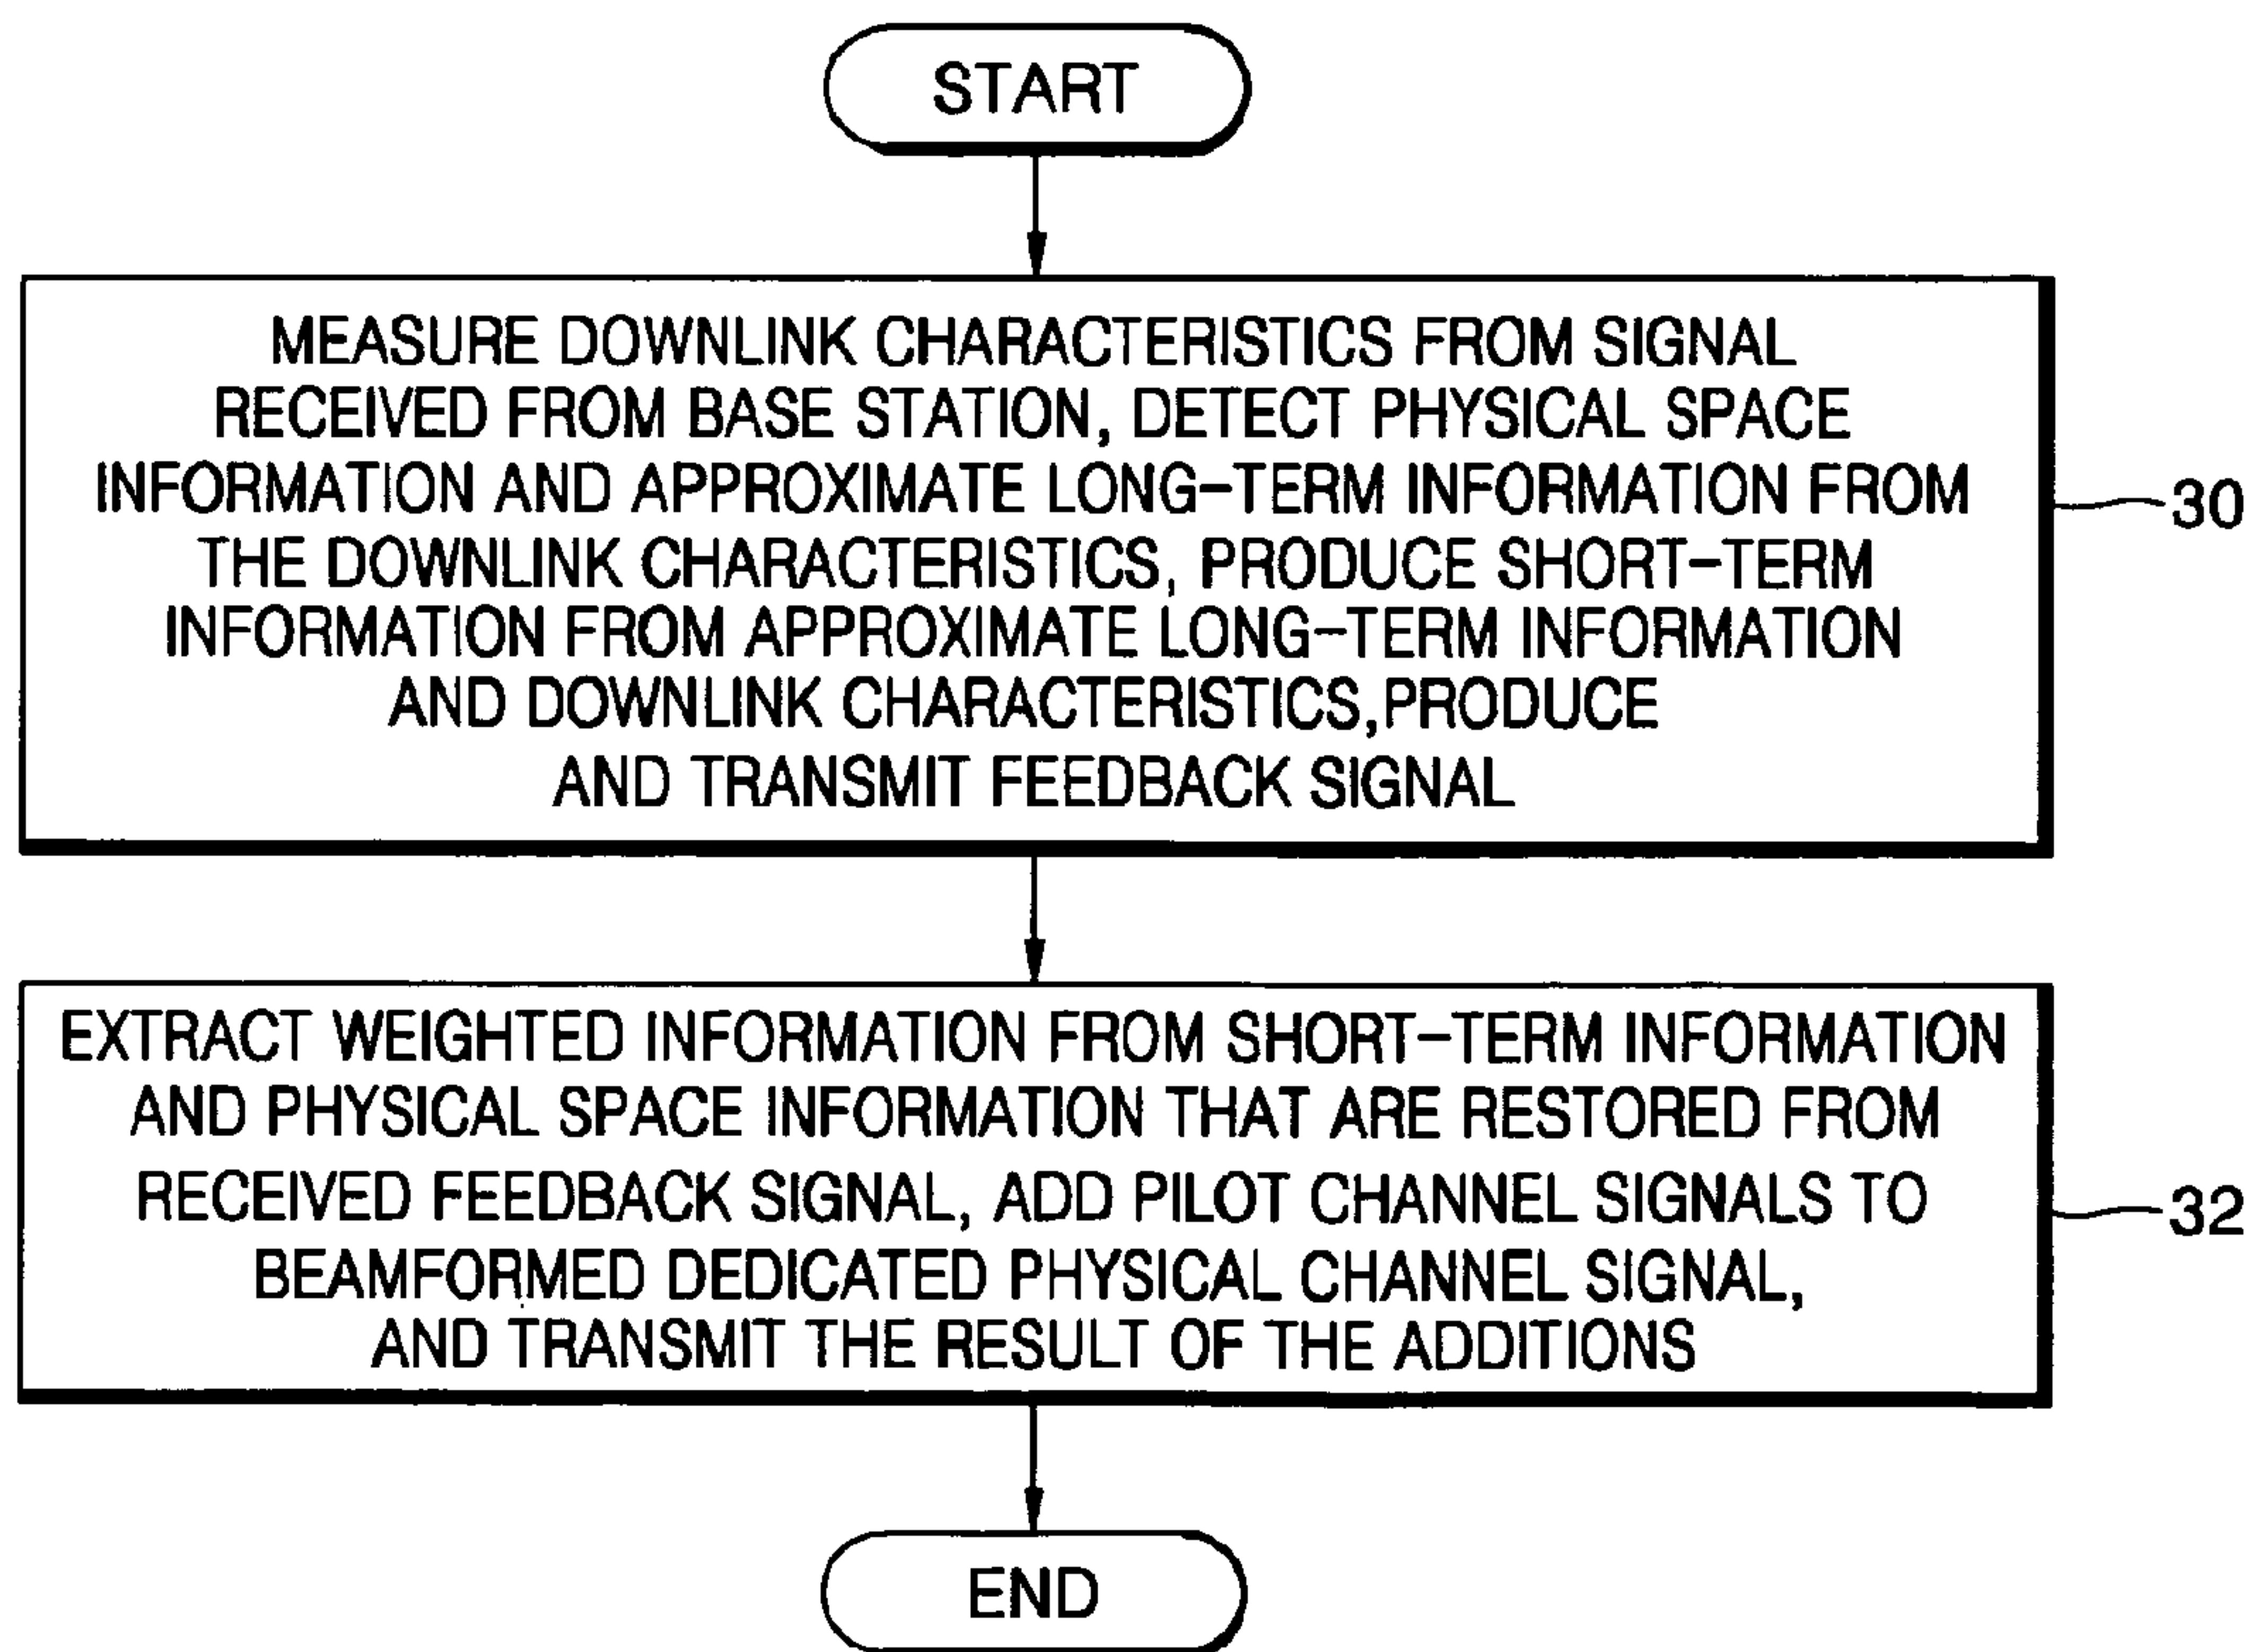 START
MEASURE DOWNLINK CHARACTERISTICS FROM SIGNAL
RECEIVED FROM BASE STATION, DETECT PHYSICAL SPACE
INFORMATION AND APPROXIMATE LONG-TERM INFORMATION FROM
THE DOWNLINK CHARACTERISTICS, PRODUCE SHORT-TERM
INFORMATION FROM APPROXIMATE LONG-TERM INFORMATION
AND DOWNLINK CHARACTERISTICS,PRODUCE
AND TRANSMIT FEEDBACK SIGNAL
30
EXTRACT WEIGHTED INFORMATION FROM SHORT-TERM INFORMATION
AND PHYSICAL SPACE INFORMATION THAT ARE RESTORED FROM
RECEIVED FEEDBACK SIGNAL, ADD PILOT CHANNEL SIGNALS TO
BEAMFORMED DEDICATED PHYSICAL CHANNEL SIGNAL,
AND TRANSMIT THE RESULT OF THE ADDITIONS
32
END